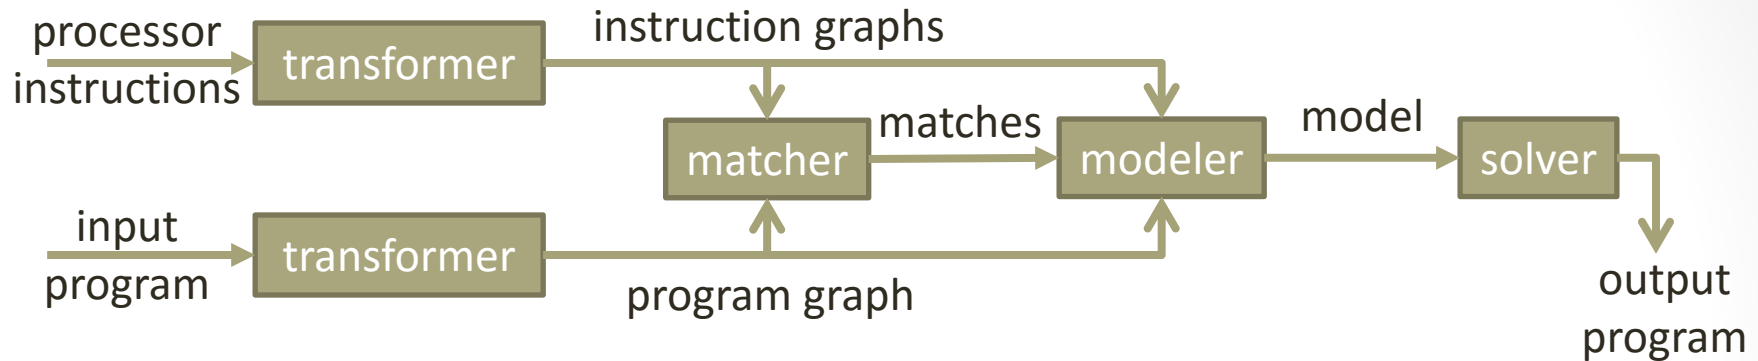 processor
instructions
transformer
instruction graphs
matcher
matches
modeler
model
solver
input
program
transformer
program graph
output
program